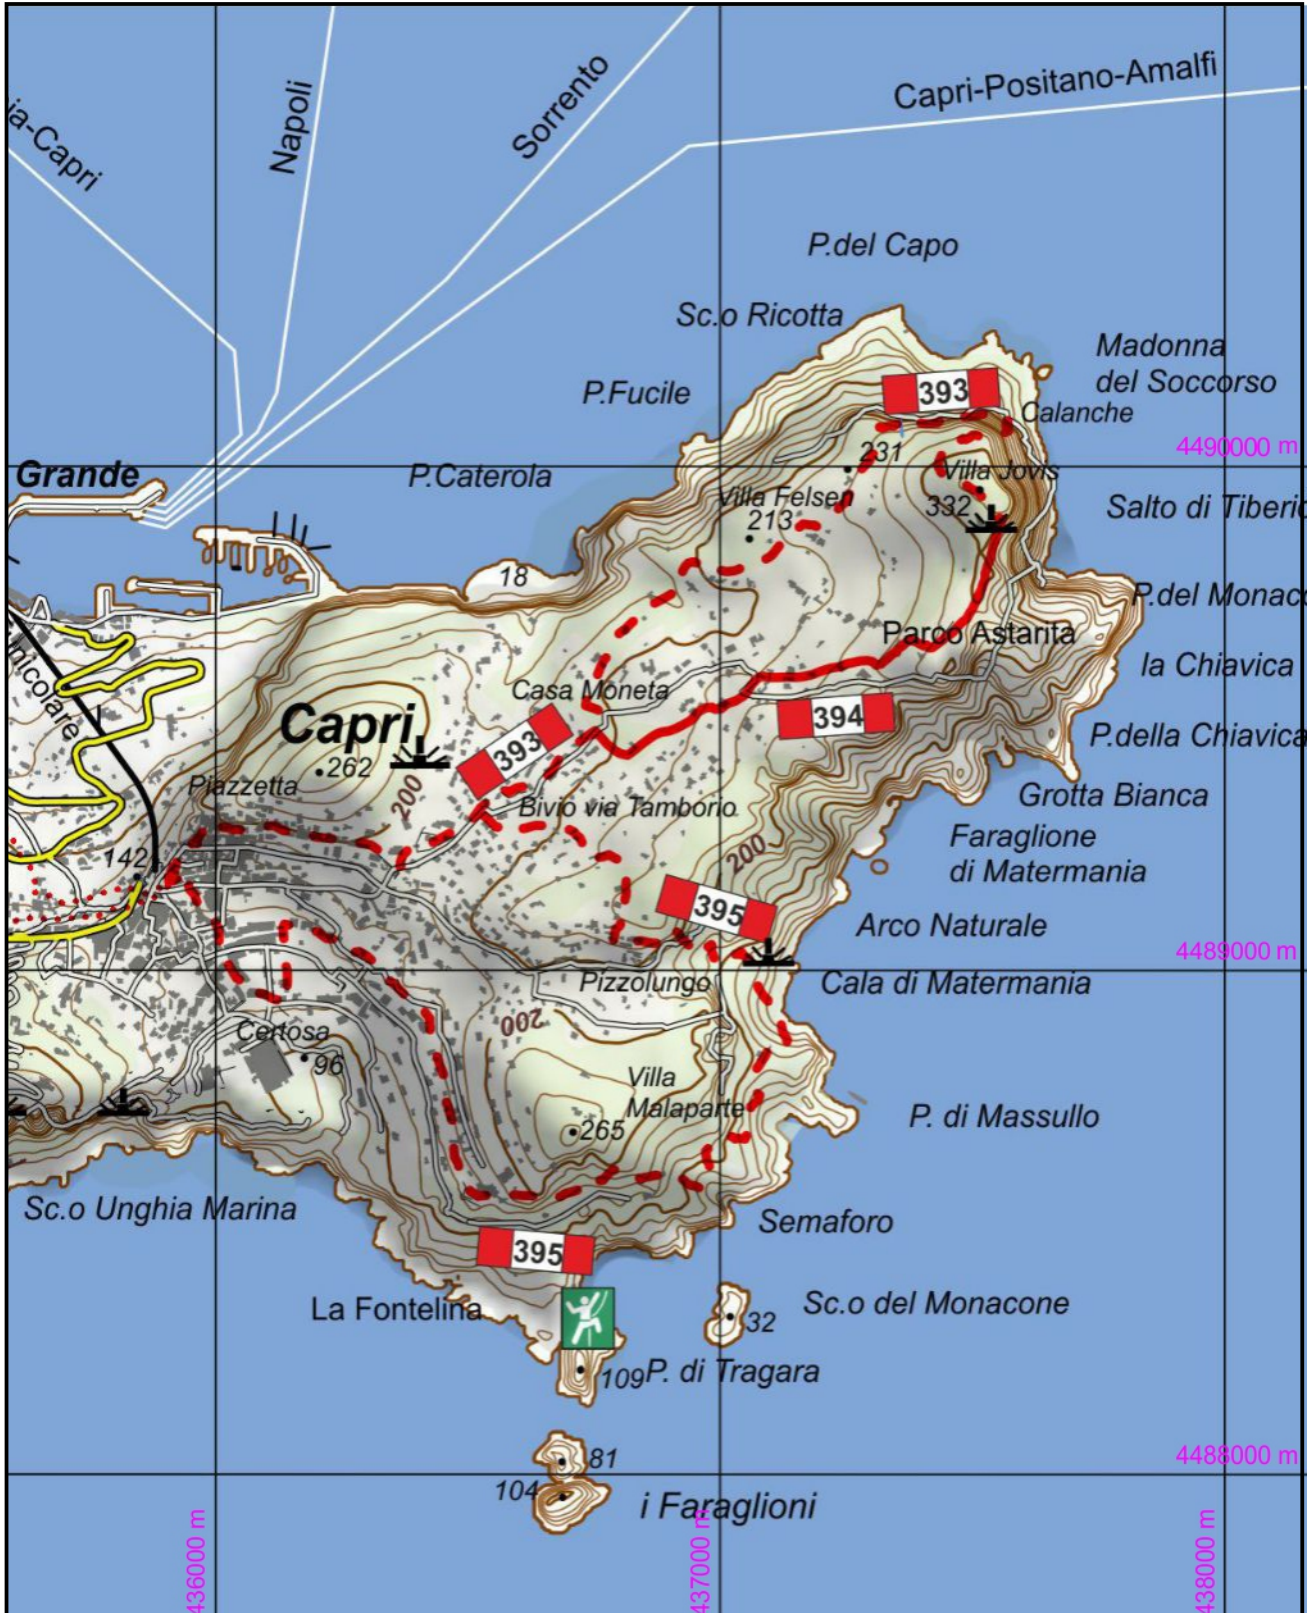 Capri-Positano-Amalfi
Sorrento
Napoli
ia-Capri
P.del Capo
Sc.o Ricotta
Madonna
del Soccorso
393
P.Fucile
Calanche
4490000 m
231
Villa Jovis
Grande
P.Caterola
Villa Felsen
332
Salto di Tiberio
213
18
P.del Monaco
Parco Astarita
nicolare
la Chiavica
Casa Moneta
394
Capri
393
P.della Chiavica
262
Piazzetta
200
Bivio via Tamborio
Grotta Bianca
Faraglione
di Matermania
142
200
395
Arco Naturale
4489000 m
Pizzolungo
Cala di Matermania
200
Certosa
96
Villa
Malaparte
265
P. di Massullo
Sc.o Unghia Marina
Semaforo
395
La Fontelina
32
Sc.o del Monacone
109
P. di Tragara
81
4488000 m
104
i Faraglioni
436000 m
437000 m
438000 m